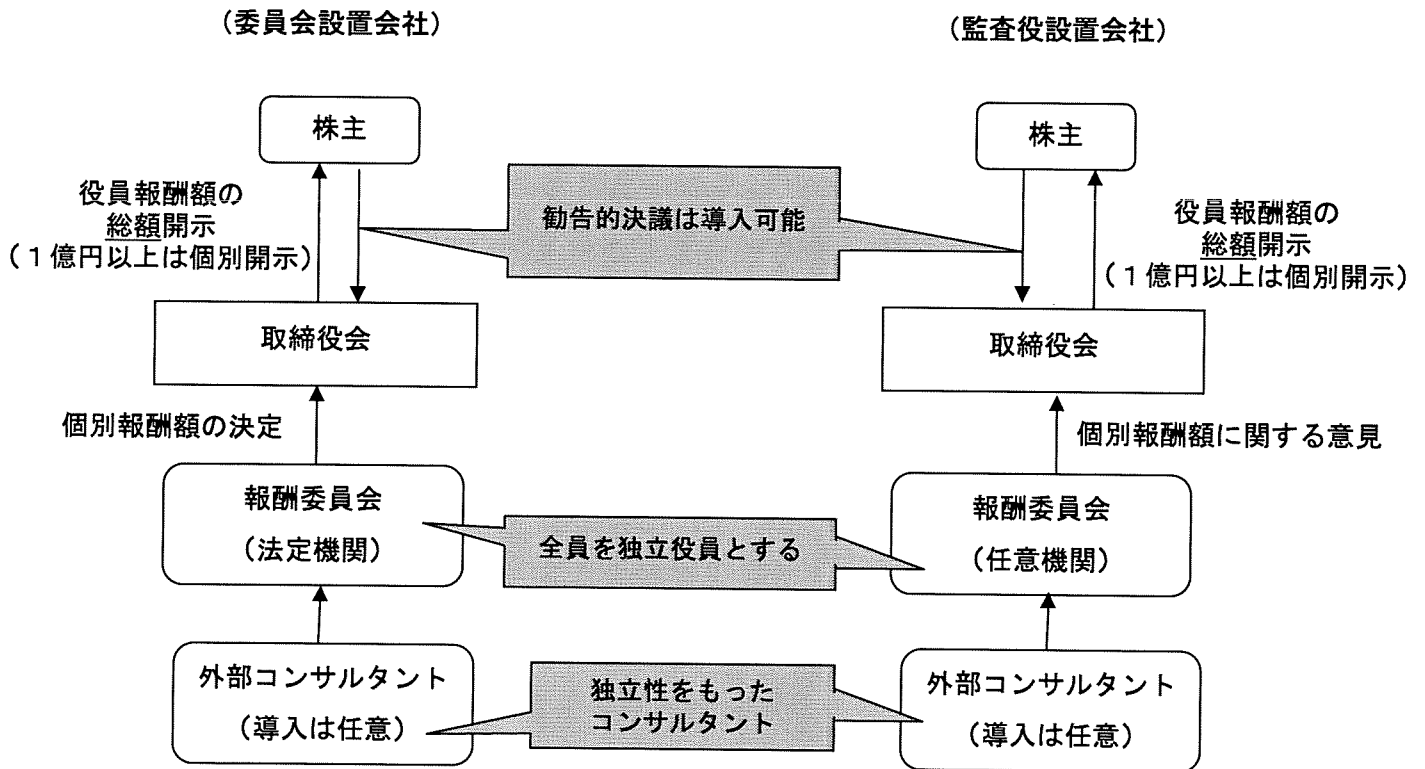 (委員会設置会社)
(監査役設置会社)
株主
株主
役員報酬額の
総額開示
(1億円以上は個別開示)
勧告的決議は導入可能
役員報酬額の
総額開示
(1億円以上は個別開示)
取締役会
取締役会
個別報酬額の決定
個別報酬額に関する意見
報酬委員会
(法定機関)
全員を独立役員とする
報酬委員会
(任意機関)
外部コンサルタント
(導入は任意)
独立性をもった
コンサルタント
外部コンサルタント
(導入は任意)